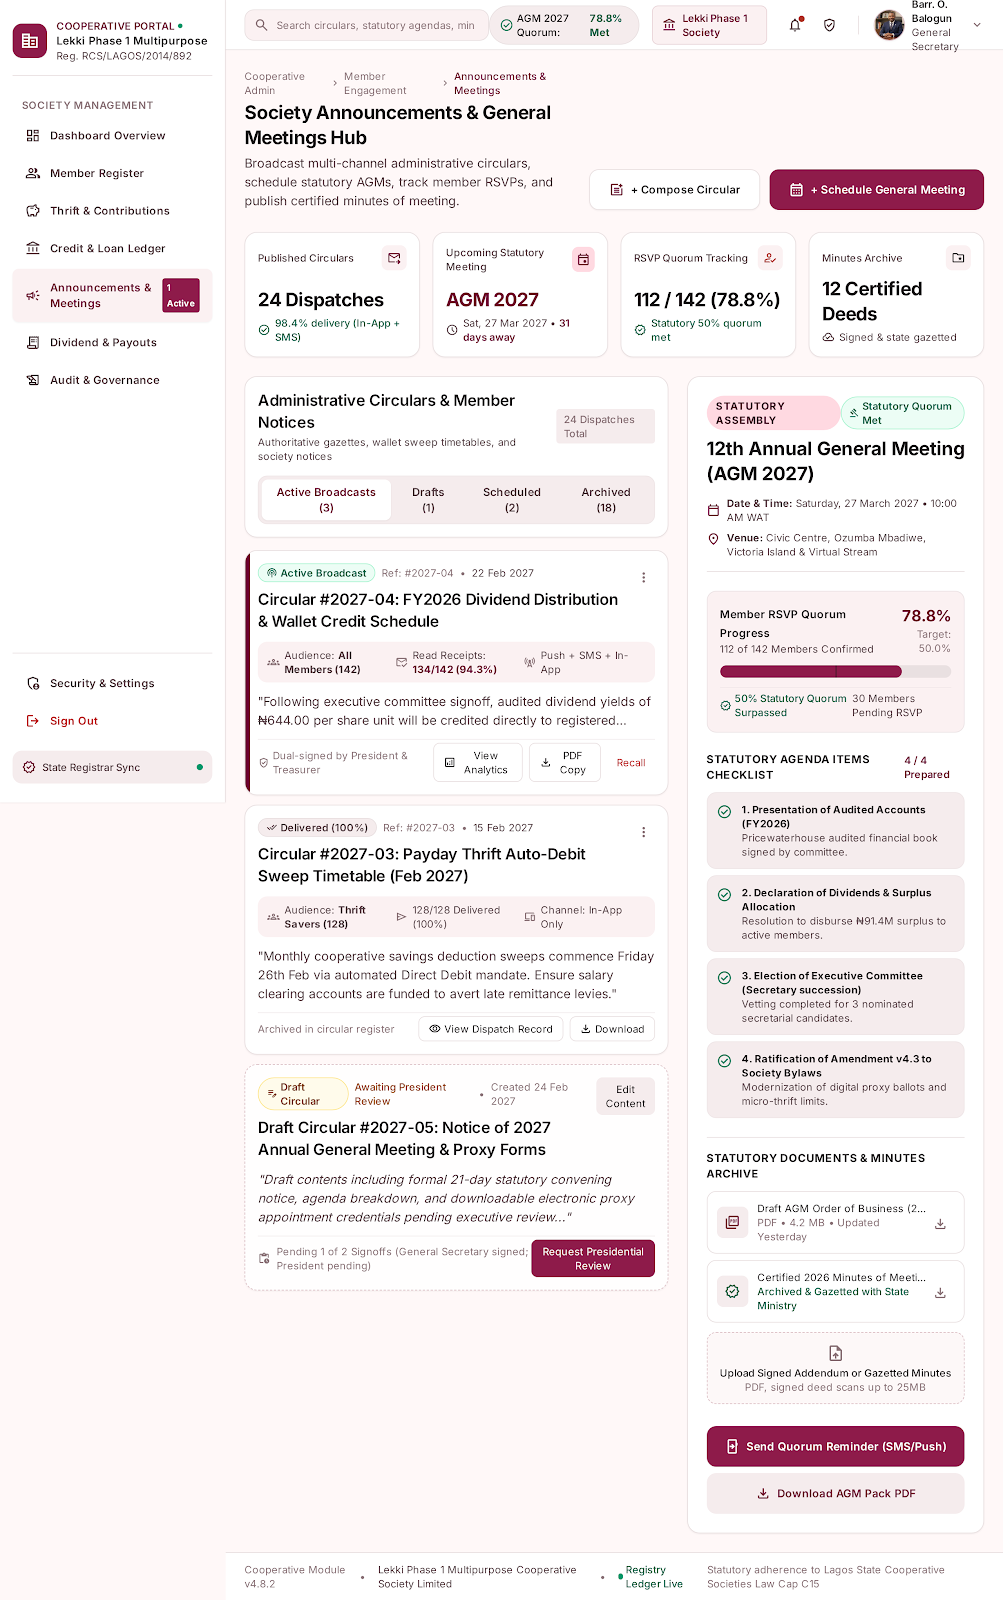 COOPERATIVE PORTAL
Lekki Phase 1 Multipurpose
Reg. RCS/LAGOS/2014/892
SOCIETY MANAGEMENT
Dashboard Overview
Member Register
Thrift & Contributions
Credit & Loan Ledger
Announcements & Meetings
1 Active
Dividend & Payouts
Audit & Governance
Security & Settings
Sign Out
State Registrar Sync
Search circulars, statutory agendas, min
AGM 2027 Quorum:
78.8% Met
Lekki Phase 1 Society
Barr. O. Balogun
General Secretary
Cooperative Admin
Member Engagement
Announcements & Meetings
Society Announcements & General
Meetings Hub
Broadcast multi-channel administrative circulars,
schedule statutory AGMs, track member RSVPs, and
publish certified minutes of meeting.
+ Compose Circular
+ Schedule General Meeting
Published Circulars
24 Dispatches
98.4% delivery (In-App +
SMS)
Upcoming Statutory
Meeting
AGM 2027
Sat, 27 Mar 2027 • 31
days away
RSVP Quorum Tracking
112 / 142 (78.8%)
Statutory 50% quorum
met
Minutes Archive
12 Certified
Deeds
Signed & state gazetted
Administrative Circulars & Member
Notices
Authoritative gazettes, wallet sweep timetables, and
society notices
24 Dispatches
Total
Active Broadcasts
(3)
Drafts
(1)
Scheduled
(2)
Archived
(18)
Active Broadcast
Ref: #2027-04 • 22 Feb 2027
Circular #2027-04: FY2026 Dividend Distribution
& Wallet Credit Schedule
Audience: All
Members (142)
Read Receipts:
134/142 (94.3%)
Push + SMS + In-
App
"Following executive committee signoff, audited dividend yields of
₦644.00 per share unit will be credited directly to registered...
Dual-signed by President &
Treasurer
View
Analytics
PDF
Copy
Recall
Delivered (100%)
Ref: #2027-03 • 15 Feb 2027
Circular #2027-03: Payday Thrift Auto-Debit
Sweep Timetable (Feb 2027)
Audience: Thrift
Savers (128)
128/128 Delivered
(100%)
Channel: In-App
Only
"Monthly cooperative savings deduction sweeps commence Friday
26th Feb via automated Direct Debit mandate. Ensure salary
clearing accounts are funded to avert late remittance levies."
Archived in circular register
View Dispatch Record
Download
Draft
Circular
Awaiting President
Review
• Created 24 Feb
2027
Edit
Content
Draft Circular #2027-05: Notice of 2027
Annual General Meeting & Proxy Forms
"Draft contents including formal 21-day statutory convening
notice, agenda breakdown, and downloadable electronic proxy
appointment credentials pending executive review..."
Pending 1 of 2 Signoffs (General Secretary signed;
President pending)
Request Presidential
Review
STATUTORY
ASSEMBLY
Statutory Quorum
Met
12th Annual General Meeting
(AGM 2027)
Date & Time: Saturday, 27 March 2027 • 10:00
AM WAT
Venue: Civic Centre, Ozumba Mbadiwe,
Victoria Island & Virtual Stream
Member RSVP Quorum
Progress
112 of 142 Members Confirmed
78.8%
Target:
50.0%
50% Statutory Quorum
Surpassed
30 Members
Pending RSVP
STATUTORY AGENDA ITEMS
CHECKLIST
4 / 4
Prepared
1. Presentation of Audited Accounts
(FY2026)
Pricewaterhouse audited financial book
signed by committee.
2. Declaration of Dividends & Surplus
Allocation
Resolution to disburse ₦91.4M surplus to
active members.
3. Election of Executive Committee
(Secretary succession)
Vetting completed for 3 nominated
secretarial candidates.
4. Ratification of Amendment v4.3 to
Society Bylaws
Modernization of digital proxy ballots and
micro-thrift limits.
STATUTORY DOCUMENTS & MINUTES
ARCHIVE
Draft AGM Order of Business (2...
PDF • 4.2 MB • Updated
Yesterday
Certified 2026 Minutes of Meeti...
Archived & Gazetted with State
Ministry
Upload Signed Addendum or Gazetted Minutes
PDF, signed deed scans up to 25MB
Send Quorum Reminder (SMS/Push)
Download AGM Pack PDF
Cooperative Module
v4.8.2
• Lekki Phase 1 Multipurpose Cooperative
Society Limited
• Registry
Ledger Live
Statutory adherence to Lagos State Cooperative
Societies Law Cap C15